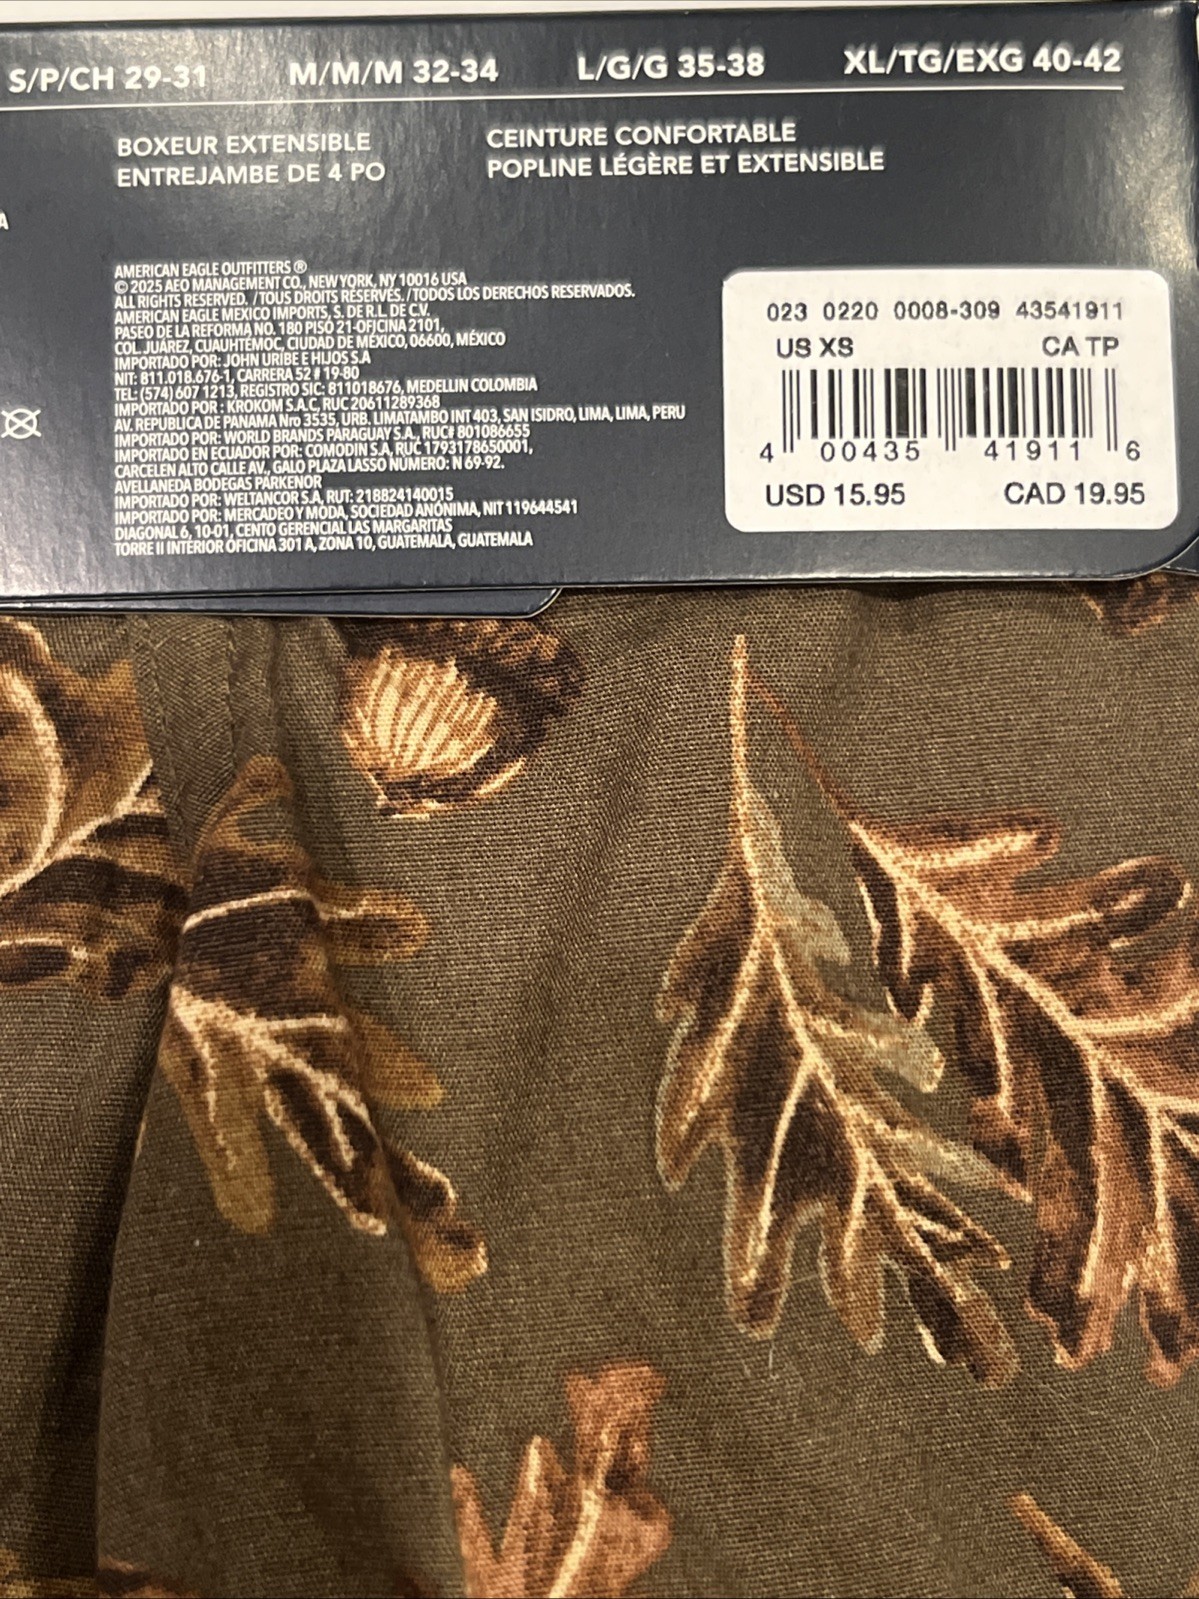 S/P/CH 29-31
M/M/M 32-34
L/G/G 35-38
XL/TG/EXG 40-42
BOXEUR EXTENSIBLE
ENTREJAMBE DE 4 PO
CEINTURE CONFORTABLE
POPLINE LÉGÈRE ET EXTENSIBLE
A
AMERICAN EAGLE OUTFITTERS ®
© 2025 AEO MANAGEMENT CO., NEW YORK, NY 10016 USA
ALL RIGHTS RESERVED. /TOUS DROITS RÉSERVÉS. /TODOS LOS DERECHOS RESERVADOS.
AMERICAN EAGLE MEXICO IMPORTS, S. DE R.L. DE C.V.
PASEO DE LA REFORMA NO. 180 PISO 21-OFICINA 2101,
COL. JUÁREZ, CUAUHTÉMOC, CIUDAD DE MÉXICO, 06600, MÉXICO
IMPORTADO POR: JOHN URIBE E HIJOS S.A
NIT: 811.018.676-1, CARRERA 52 # 19-80
TEL: (574) 607 1213, REGISTRO SIC: 811018676, MEDELLIN COLOMBIA
IMPORTADO POR : KROKOM S.A.C, RUC 20611289368
AV. REPUBLICA DE PANAMA Nro 3535, URB. LIMATAMBO INT 403, SAN ISIDRO, LIMA, LIMA, PERU
IMPORTADO POR: WORLD BRANDS PARAGUAY S.A., RUC# 801086655
IMPORTADO EN ECUADOR POR: COMODIN S.A, RUC 1793178650001,
CARCELEN ALTO CALLE AV., GALO PLAZA LASSO NÚMERO: N 69-92.
AVELLANEDA BODEGAS PARKENOR
IMPORTADO POR: WELTANCOR S.A, RUT: 218824140015
IMPORTADO POR: MERCADEO Y MODA, SOCIEDAD ANÓNIMA, NIT 119644541
DIAGONAL 6, 10-01, CENTO GERENCIAL LAS MARGARITAS
TORRE II INTERIOR OFICINA 301 A, ZONA 10, GUATEMALA, GUATEMALA
023 0220 0008-309 43541911
US XS CA TP
4 00435 41911 6
USD 15.95 CAD 19.95